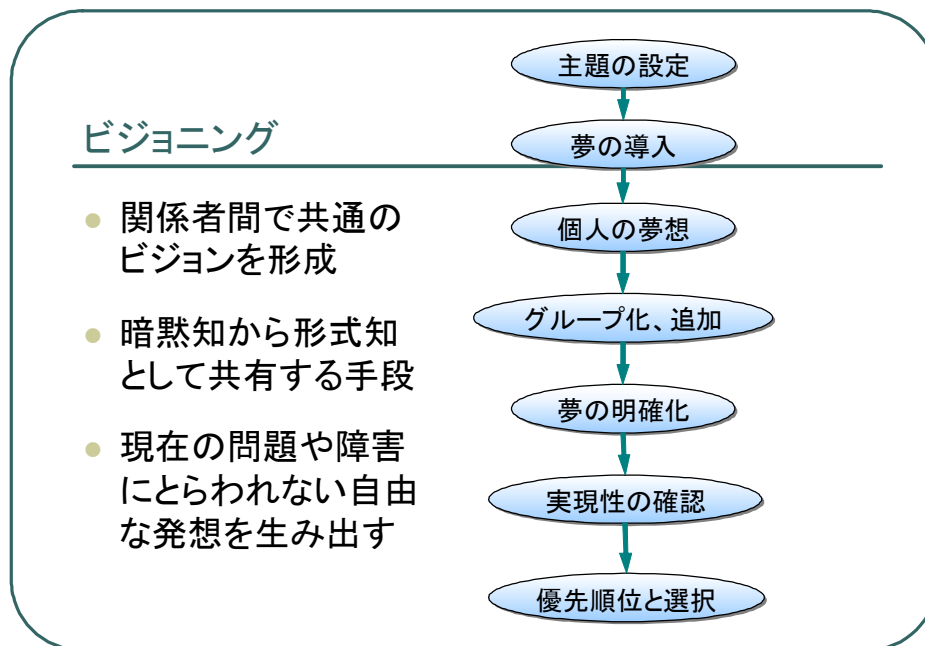 ビジョニング
関係者間で共通の
ビジョンを形成
暗黙知から形式知
として共有する手段
現在の問題や障害
にとらわれない自由
な発想を生み出す
主題の設定
夢の導入
個人の夢想
グループ化、追加
夢の明確化
実現性の確認
優先順位と選択